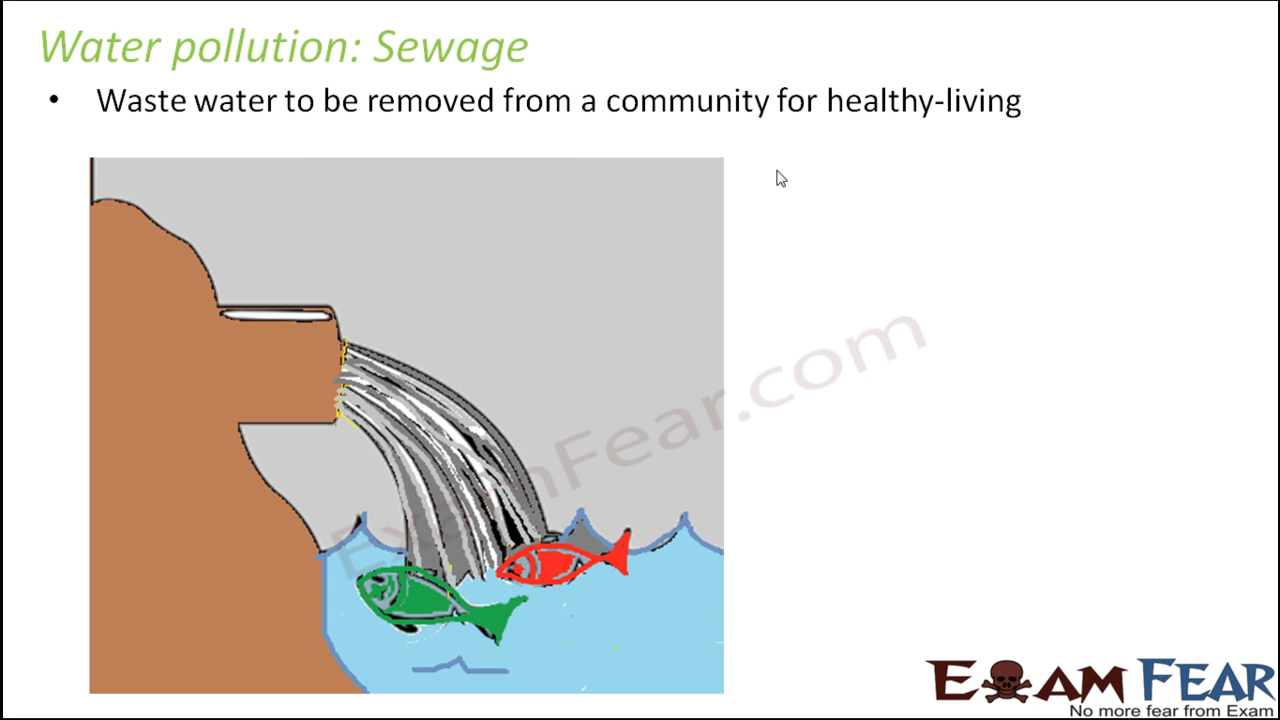 Water pollution: Sewage
• Waste water to be removed from a community for healthy-living
ExamFear.com
EXAM FEAR
No more fear from Exam